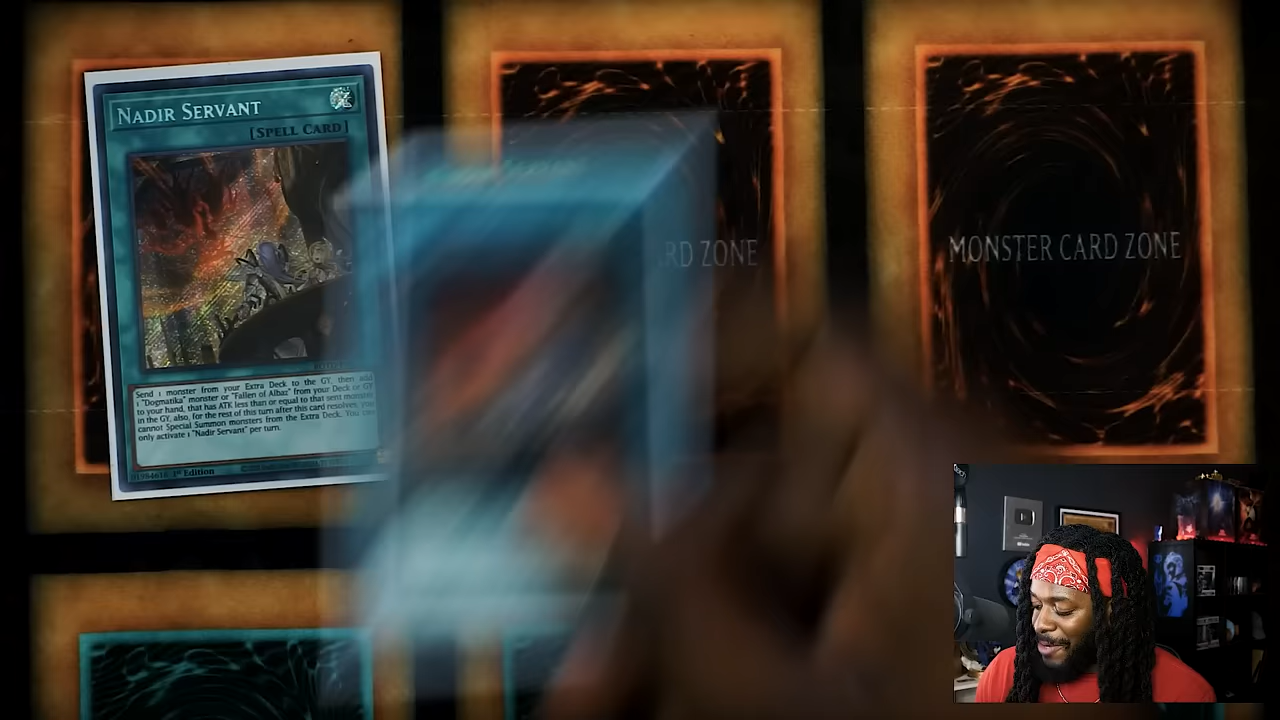 NADIR SERVANT
[SPELL CARD]
Send 1 monster from your Extra Deck to the GY, then add
1 "Dogmatika" monster or "Fallen of Albaz" from your Deck or GY
to your hand, that has ATK less than or equal to that sent monster
in the GY, also, for the rest of this turn after this card resolves, you
cannot Special Summon monsters from the Extra Deck. You can
only activate 1 "Nadir Servant" per turn.
1st Edition
RD ZONE
MONSTER CARD ZONE